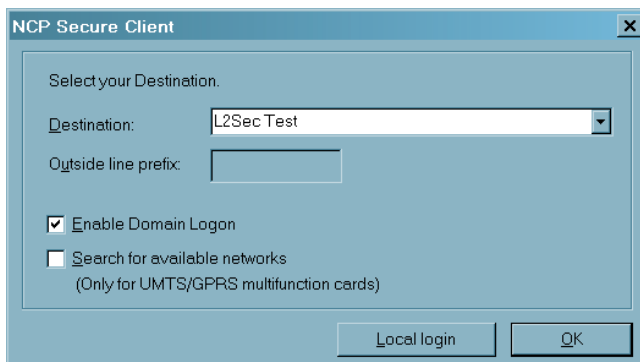 NCP Secure Client
Select your Destination.
Destination: L2Sec Test
Outside line prefix:
Enable Domain Logon
Search for available networks
(Only for UMTS/GPRS multifunction cards)
Local login OK